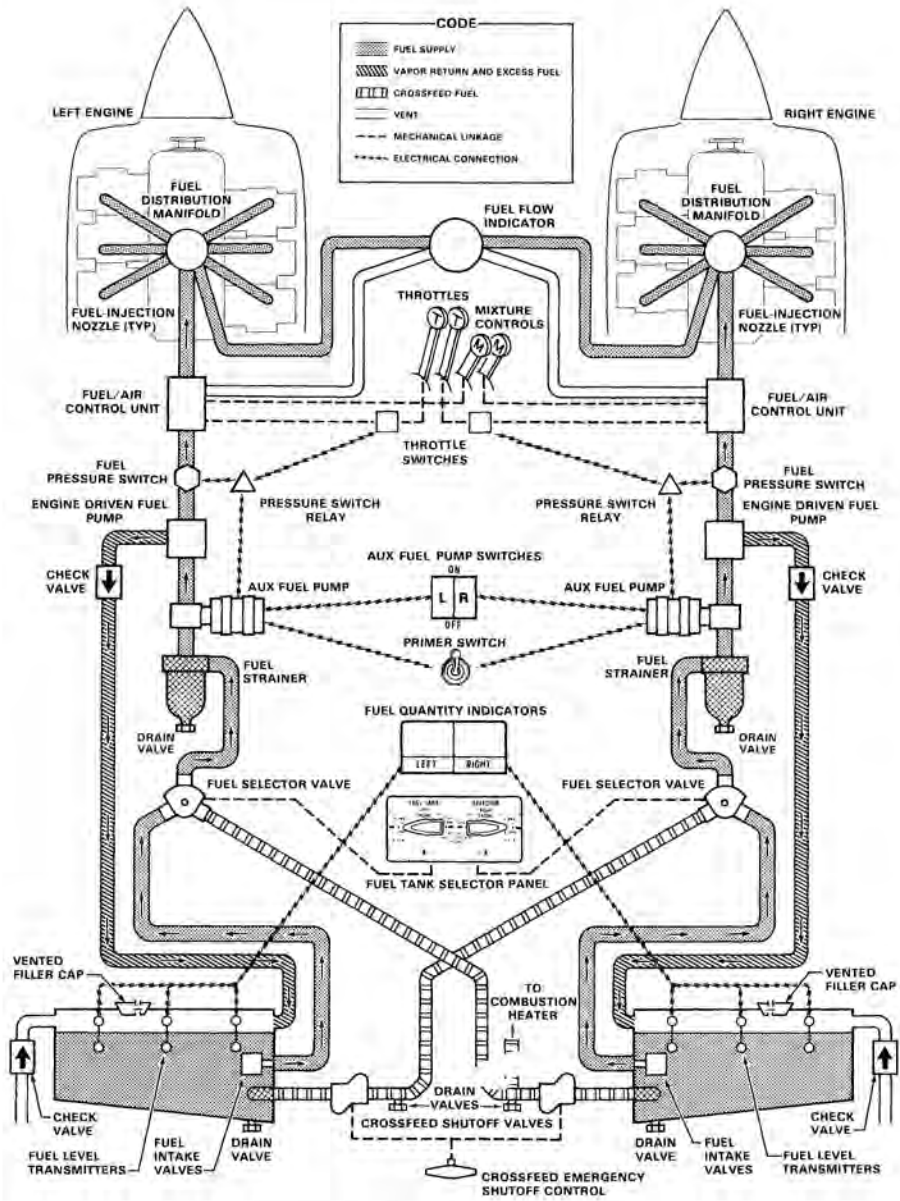 CODE
FUEL SUPPLY
VAPOR RETURN AND EXCESS FUEL
CROSSFEED FUEL
VENT
MECHANICAL LINKAGE
ELECTRICAL CONNECTION
LEFT ENGINE
RIGHT ENGINE
FUEL
DISTRIBUTION
MANIFOLD
FUEL FLOW
INDICATOR
FUEL
DISTRIBUTION
MANIFOLD
THROTTLES
T T
MIXTURE
CONTROLS
M M
FUEL-INJECTION
NOZZLE (TYP)
FUEL-INJECTION
NOZZLE (TYP)
FUEL/AIR
CONTROL UNIT
FUEL/AIR
CONTROL UNIT
THROTTLE
SWITCHES
FUEL
PRESSURE SWITCH
FUEL
PRESSURE SWITCH
PRESSURE SWITCH
RELAY
PRESSURE SWITCH
RELAY
ENGINE DRIVEN FUEL
PUMP
ENGINE DRIVEN FUEL
PUMP
AUX FUEL PUMP SWITCHES
ON
L R
OFF
CHECK
VALVE
AUX FUEL PUMP
AUX FUEL PUMP
CHECK
VALVE
PRIMER SWITCH
FUEL
STRAINER
FUEL
STRAINER
DRAIN
VALVE
DRAIN
VALVE
FUEL QUANTITY INDICATORS
LEFT RIGHT
FUEL SELECTOR VALVE
FUEL SELECTOR VALVE
FUEL TANK SELECTOR PANEL
VENTED
FILLER CAP
TO
COMBUSTION
HEATER
VENTED
FILLER CAP
DRAIN
VALVES
CROSSFEED SHUTOFF VALVES
CHECK
VALVE
FUEL LEVEL
TRANSMITTERS
FUEL
INTAKE
VALVES
DRAIN
VALVE
CROSSFEED EMERGENCY
SHUTOFF CONTROL
DRAIN
VALVE
FUEL
INTAKE
VALVES
FUEL LEVEL
TRANSMITTERS
CHECK
VALVE